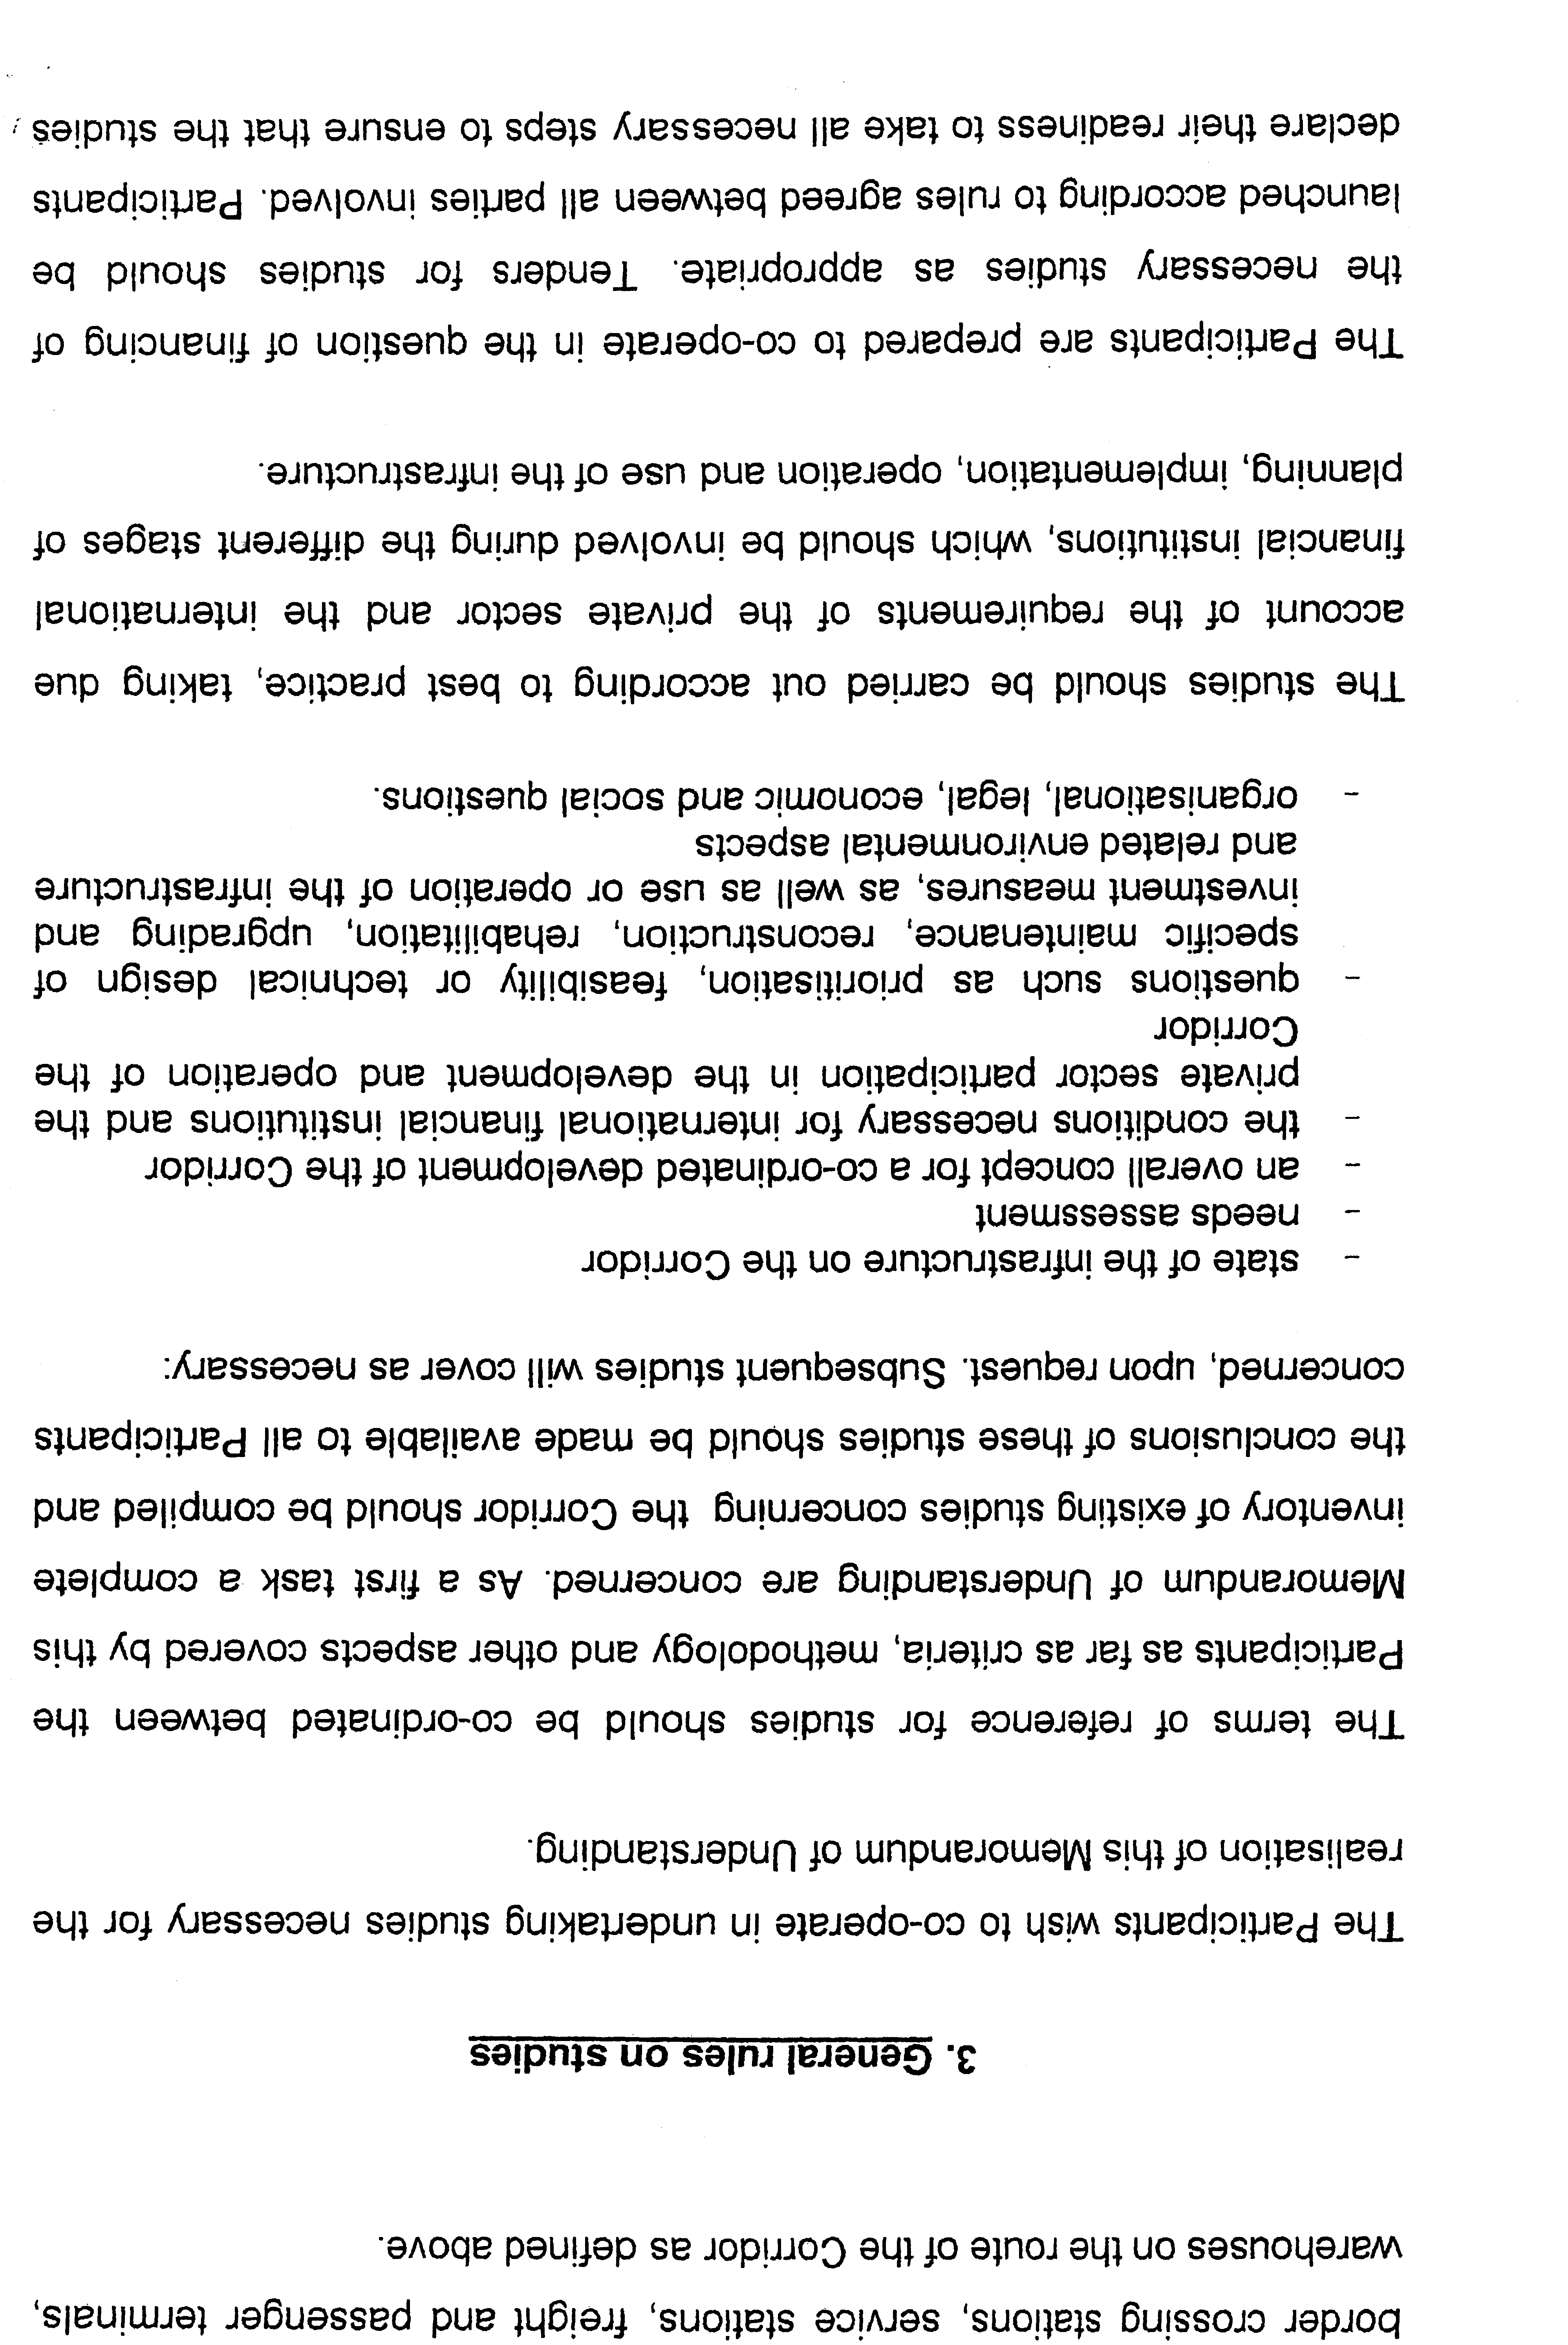 border crossing stations, service stations, freight and passenger terminals,
warehouses on the route of the Corridor as defined above.
3. General rules on studies
The Participants wish to co-operate in undertaking studies necessary for the
realisation of this Memorandum of Understanding.
The terms of reference for studies should be co-ordinated between the
Participants as far as criteria, methodology and other aspects covered by this
Memorandum of Understanding are concerned. As a first task a complete
inventory of existing studies concerning the Corridor should be compiled and
the conclusions of these studies should be made available to all Participants
concerned, upon request. Subsequent studies will cover as necessary:
- state of the infrastructure on the Corridor
- needs assessment
- an overall concept for a co-ordinated development of the Corridor
- the conditions necessary for international financial institutions and the
private sector participation in the development and operation of the
Corridor
- questions such as prioritisation, feasibility or technical design of
specific maintenance, reconstruction, rehabilitation, upgrading and
investment measures, as well as use or operation of the infrastructure
and related environmental aspects
- organisational, legal, economic and social questions.
The studies should be carried out according to best practice, taking due
account of the requirements of the private sector and the international
financial institutions, which should be involved during the different stages of
planning, implementation, operation and use of the infrastructure.
The Participants are prepared to co-operate in the question of financing of
the necessary studies as appropriate. Tenders for studies should be
launched according to rules agreed between all parties involved. Participants
declare their readiness to take all necessary steps to ensure that the studies